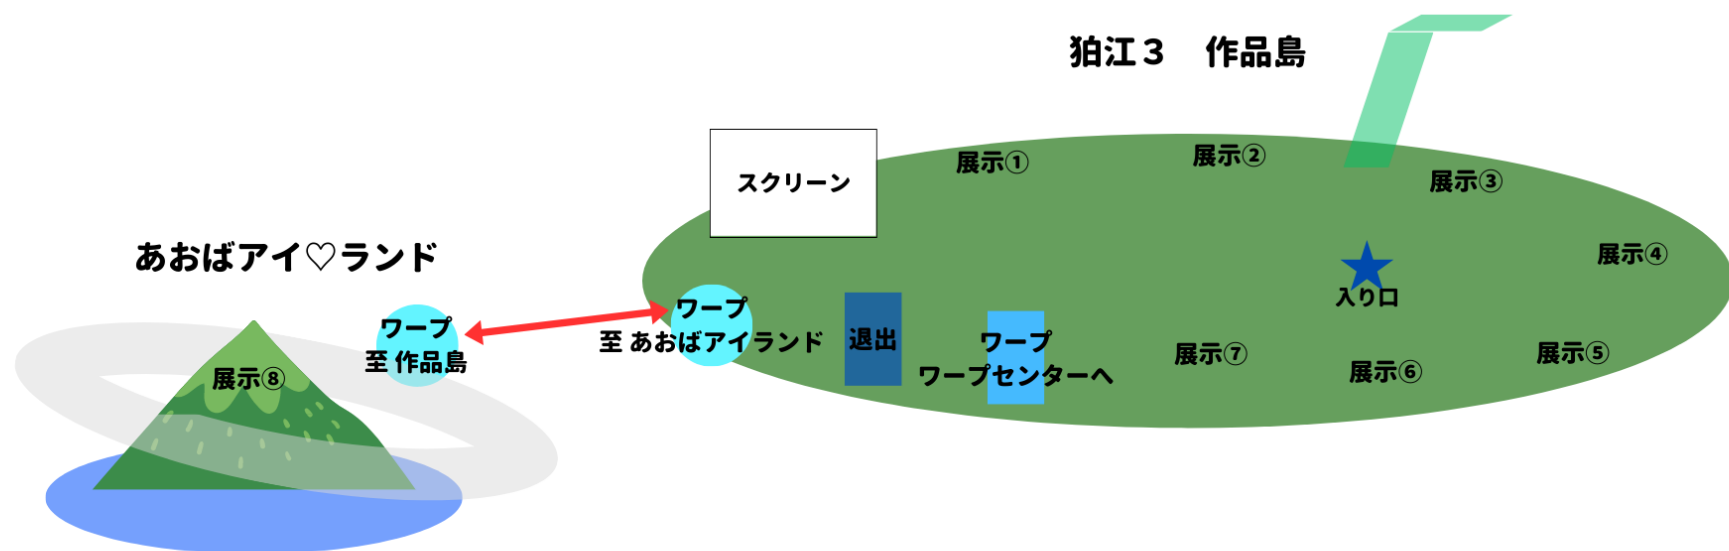 狛江３　作品島
展示①
展示②
展示③
スクリーン
展示④
入り口
あおばアイ♡ランド
ワープ
至 作品島
ワープ
至 あおばアイランド
退出
ワープ
ワープセンターへ
展示⑦
展示⑥
展示⑤
展示⑧